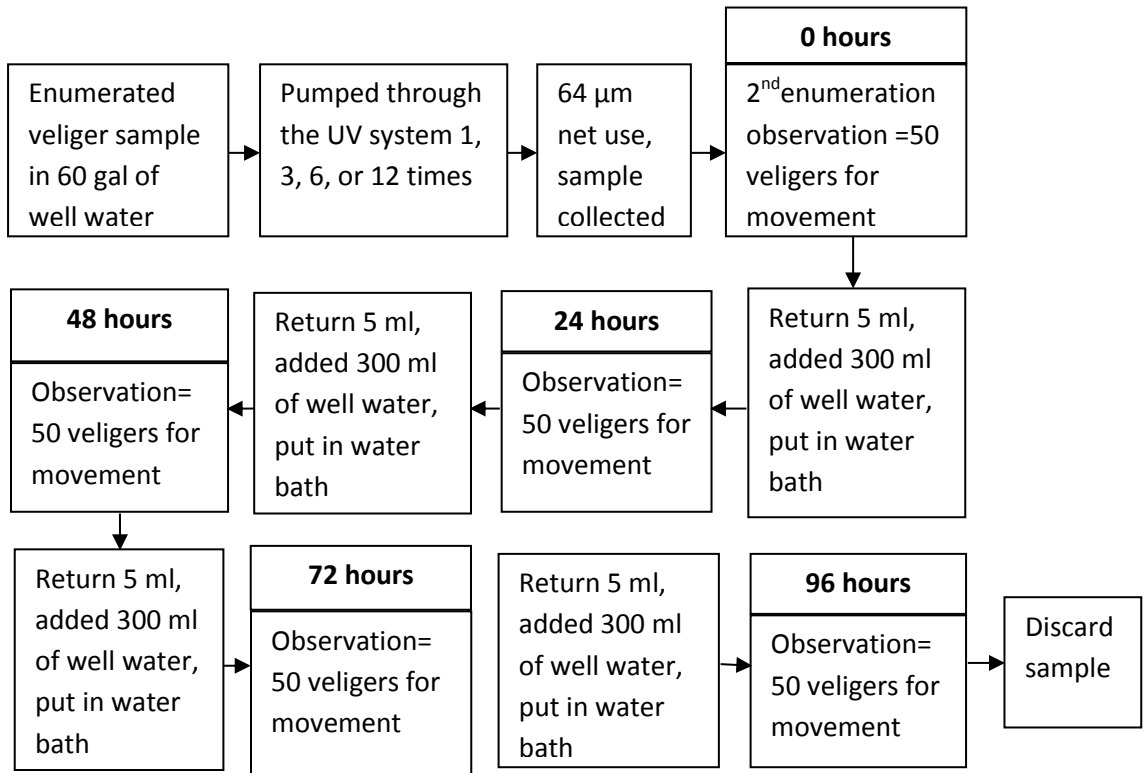 Enumerated
veliger sample
in 60 gal of
well water
Pumped through
the UV system 1,
3, 6, or 12 times
64 µm
net use,
sample
collected
0 hours
2nd enumeration
observation =50
veligers for
movement
48 hours
Observation=
50 veligers for
movement
Return 5 ml,
added 300 ml
of well water,
put in water
bath
24 hours
Observation=
50 veligers for
movement
Return 5 ml,
added 300 ml
of well water,
put in water
bath
Return 5 ml,
added 300 ml
of well water,
put in water
bath
72 hours
Observation=
50 veligers for
movement
Return 5 ml,
added 300 ml
of well water,
put in water
bath
96 hours
Observation=
50 veligers for
movement
Discard
sample